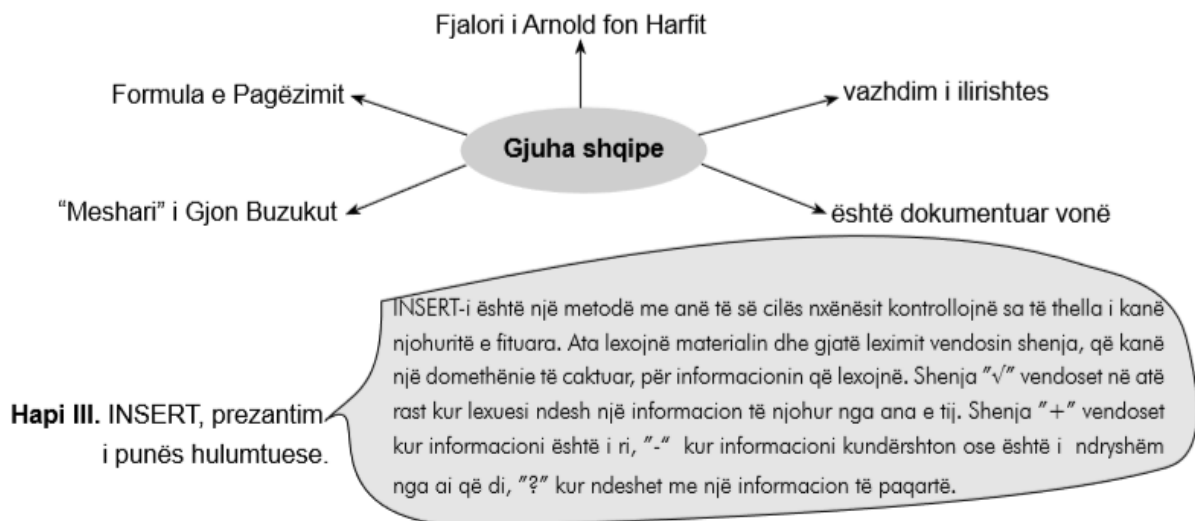 Fjalori i Arnold fon Harfit
Formula e Pagëzimit
vazhdim i ilirishtes
Gjuha shqipe
“Meshari” i Gjon Buzukut
është dokumentuar vonë
INSERT-i është një metodë me anë të së cilës nxënësit kontrollojnë sa të thella i kanë
njohuritë e fituara. Ata lexojnë materialin dhe gjatë leximit vendosin shenja, që kanë
një domethënie të caktuar, për informacionin që lexojnë. Shenja ”√” vendoset në atë
rast kur lexuesi ndesh një informacion të njohur nga ana e tij. Shenja ”+” vendoset
kur informacioni është i ri, ”-“ kur informacioni kundërshton ose është i ndryshëm
nga ai që di, ”?” kur ndeshet me një informacion të paqartë.
Hapi III. INSERT, prezantim
i punës hulumtuese.